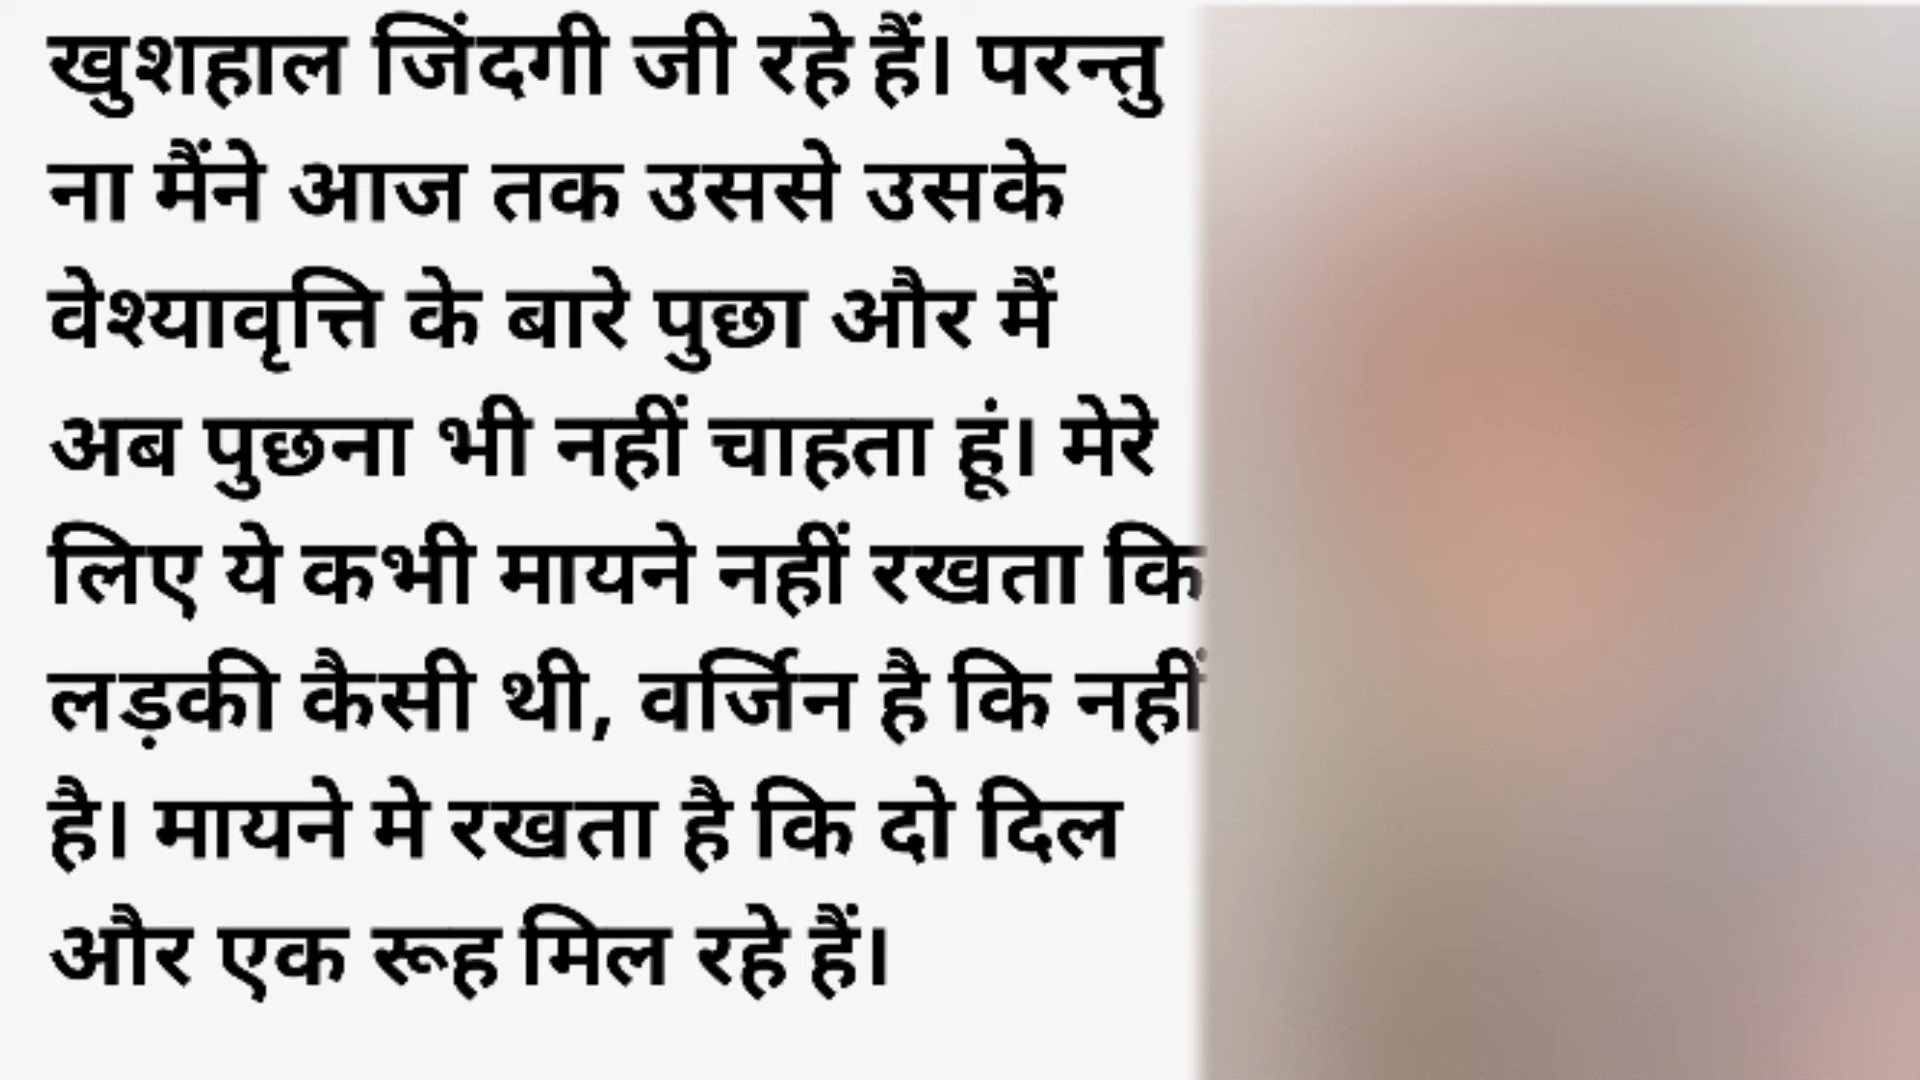 खुशहाल जिंदगी जी रहे हैं। परन्तु
ना मैंने आज तक उससे उसके
वेश्यावृत्ति के बारे पुछा और मैं
अब पुछना भी नहीं चाहता हूं। मेरे
लिए ये कभी मायने नहीं रखता कि
लड़की कैसी थी, वर्जिन है कि नहीं
है। मायने मे रखता है कि दो दिल
और एक रूह मिल रहे हैं।